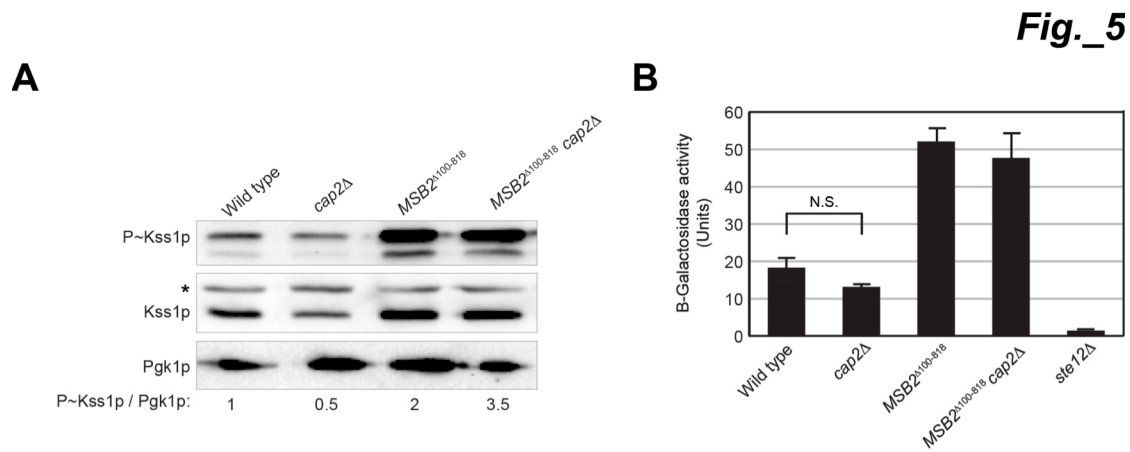 Fig._5
A
Wild type
cap2Δ
MSB2Δ100-818
MSB2Δ100-818 cap2Δ
P~Kss1p
*
Kss1p
Pgk1p
P~Kss1p / Pgk1p: 1 0.5 2 3.5
B
B-Galactosidase activity
(Units)
60
50
40
30
20
10
0
N.S.
Wild type
cap2Δ
MSB2Δ100-818
MSB2Δ100-818 cap2Δ
ste12Δ